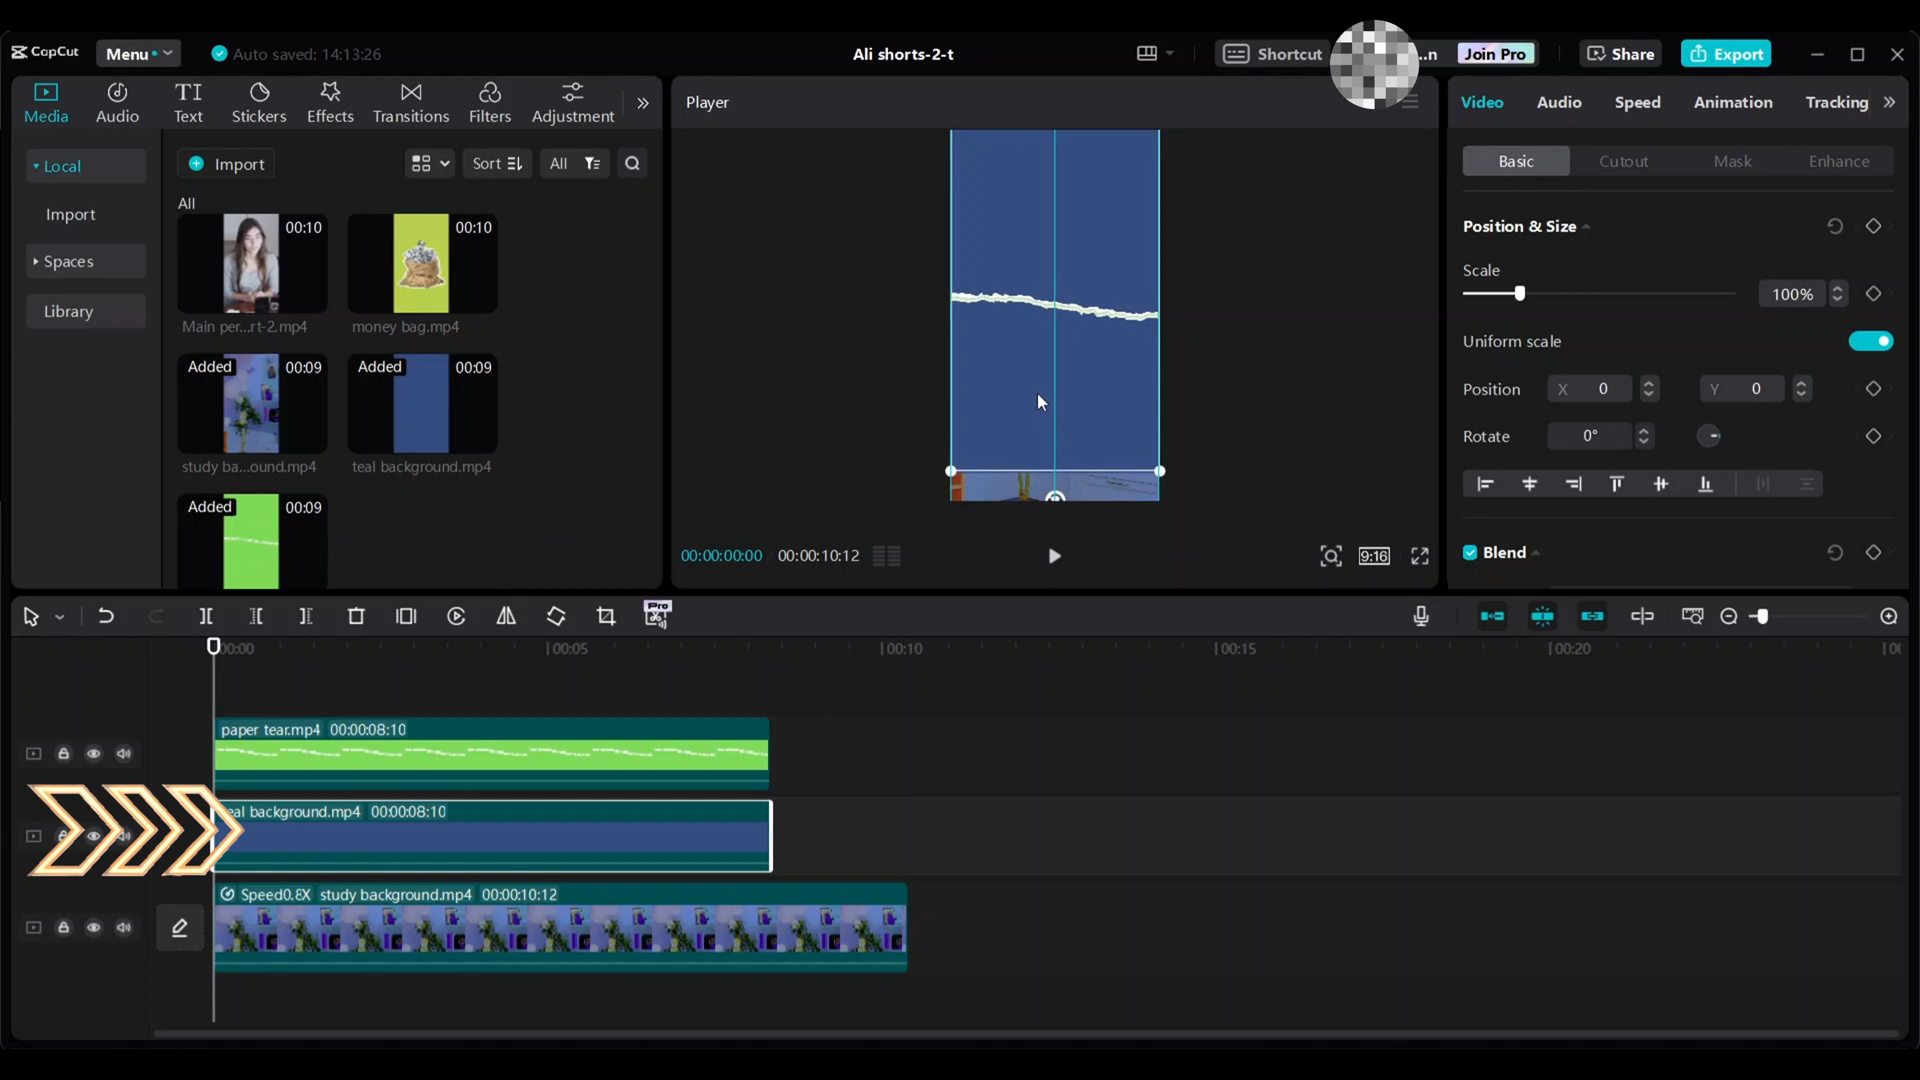 CapCut
Menu
Auto saved: 14:13:26
Ali shorts-2-t
Shortcut
...n
Join Pro
Share
Export
Media
Audio
Text
Stickers
Effects
Transitions
Filters
Adjustment
Player
Video
Audio
Speed
Animation
Tracking
Local
Import
Spaces
Library
Import
Sort
All
All
00:10
Main per...rt-2.mp4
00:10
money bag.mp4
Added 00:09
study ba...ound.mp4
Added 00:09
teal background.mp4
Added 00:09
00:00:00:00 00:00:10:12
9:16
Basic
Cutout
Mask
Enhance
Position & Size
Scale
100%
Uniform scale
Position X 0 Y 0
Rotate 0°
Blend
Pro
00:00
00:05
00:10
00:15
00:20
paper tear.mp4 00:00:08:10
eal background.mp4 00:00:08:10
Speed0.8X study background.mp4 00:00:10:12